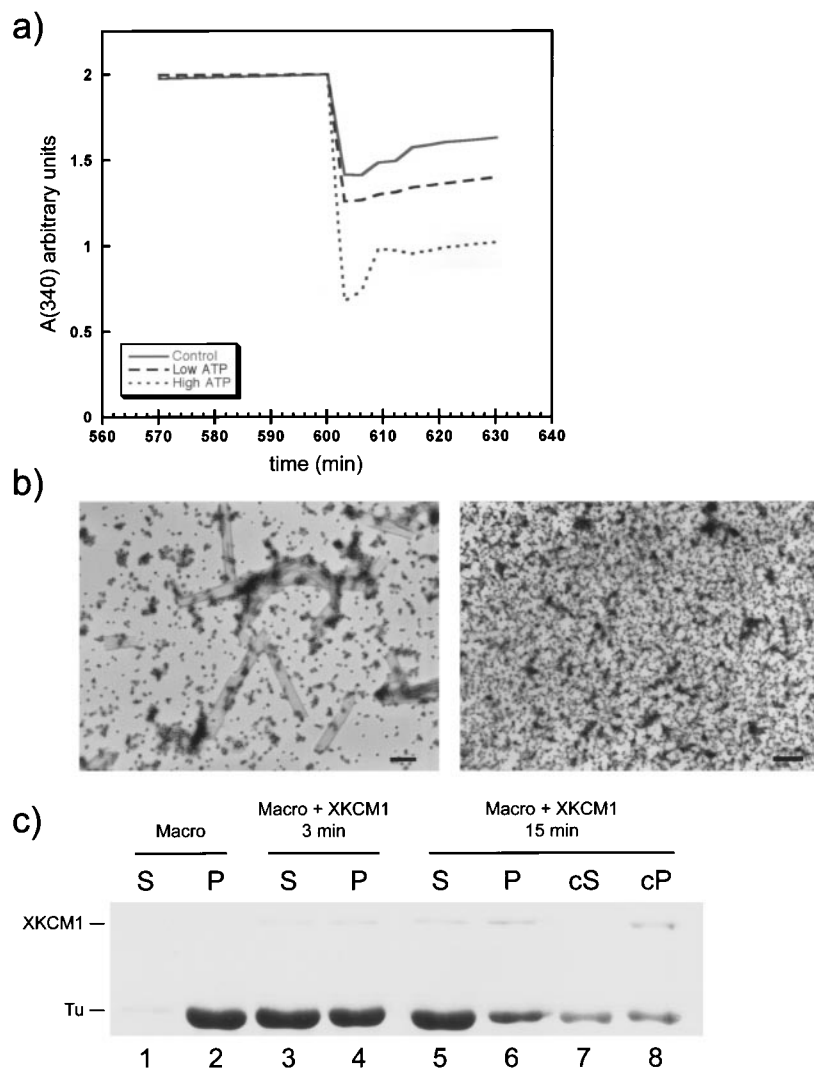 a)
A(340) arbitrary units
2
1.5
1
0.5
0
Control
Low ATP
High ATP
560 570 580 590 600 610 620 630 640
time (min)
b)
c)
Macro
Macro + XKCM1
3 min
Macro + XKCM1
15 min
S P S P S P cS cP
XKCM1
Tu
1 2 3 4 5 6 7 8